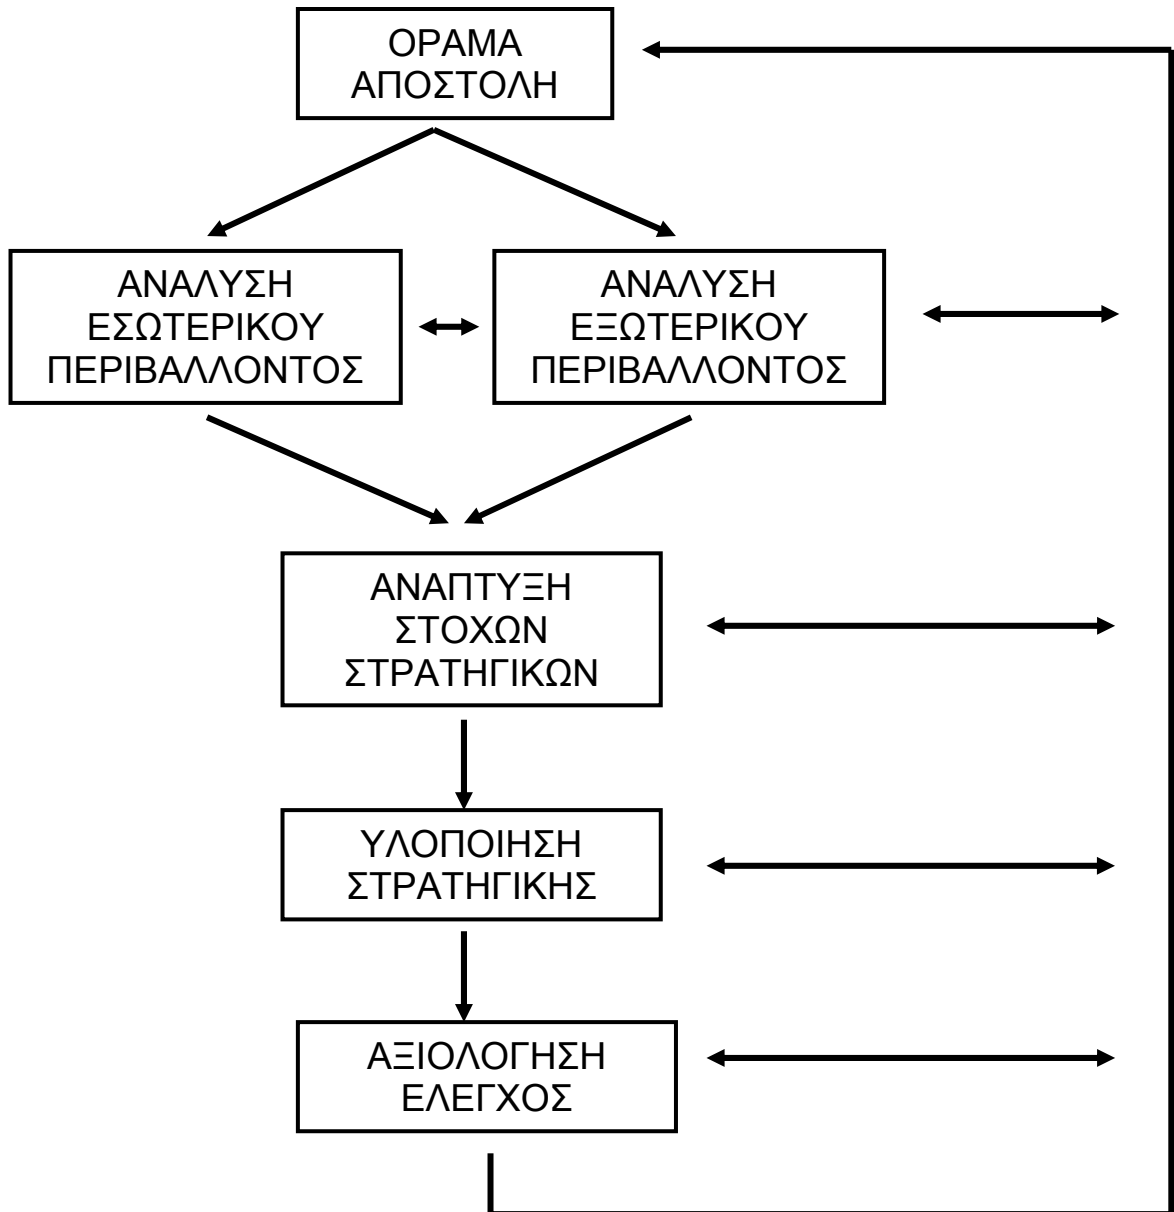 ΟΡΑΜΑ
ΑΠΟΣΤΟΛΗ
ΑΝΑΛΥΣΗ
ΕΣΩΤΕΡΙΚΟΥ
ΠΕΡΙΒΑΛΛΟΝΤΟΣ
ΑΝΑΛΥΣΗ
ΕΞΩΤΕΡΙΚΟΥ
ΠΕΡΙΒΑΛΛΟΝΤΟΣ
ΑΝΑΠΤΥΞΗ
ΣΤΟΧΩΝ
ΣΤΡΑΤΗΓΙΚΩΝ
ΥΛΟΠΟΙΗΣΗ
ΣΤΡΑΤΗΓΙΚΗΣ
ΑΞΙΟΛΟΓΗΣΗ
ΕΛΕΓΧΟΣ